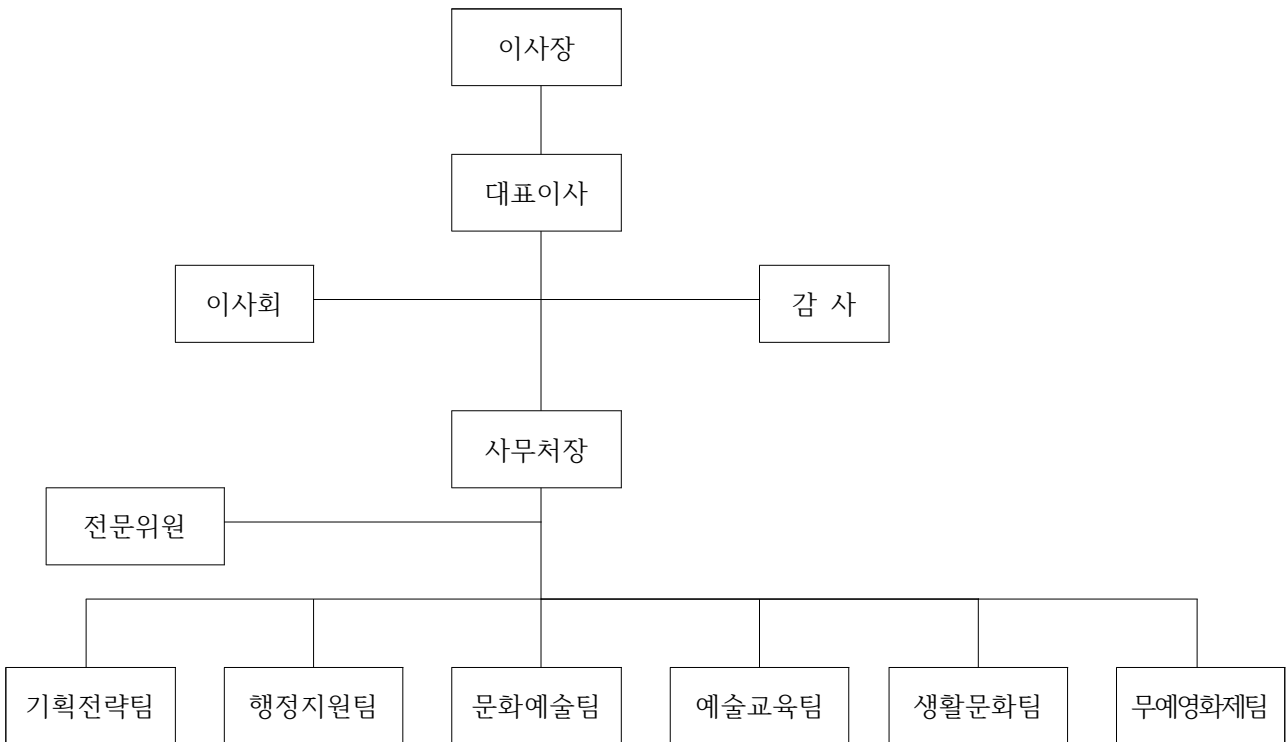 이사장
대표이사
이사회
감 사
사무처장
전문위원
기획전략팀
행정지원팀
문화예술팀
예술교육팀
생활문화팀
무예영화제팀